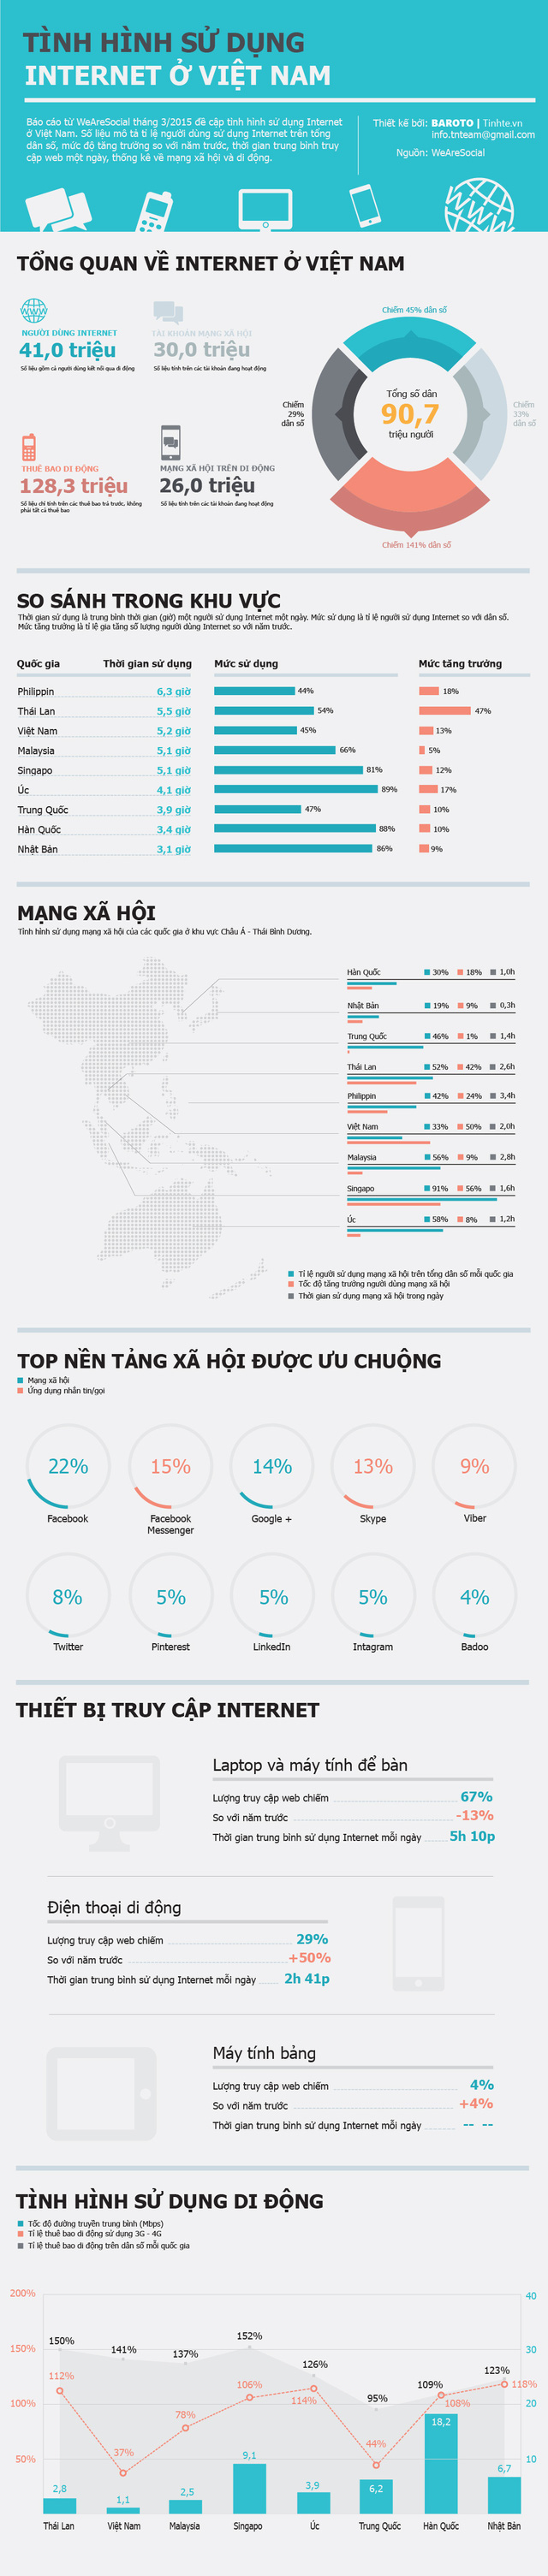 TÌNH HÌNH SỬ DỤNG
INTERNET Ở VIỆT NAM
Báo cáo từ WeAreSocial tháng 3/2015 đề cập tình hình sử dụng Internet
ở Việt Nam. Số liệu mô tả tỉ lệ người dùng sử dụng Internet trên tổng
dân số, mức độ tăng trưởng so với năm trước, thời gian trung bình truy
cập web một ngày, thống kê về mạng xã hội và di động.
Thiết kế bởi: BAROTO | Tinhte.vn
info.tnteam@gmail.com
Nguồn: WeAreSocial
TỔNG QUAN VỀ INTERNET Ở VIỆT NAM
WWW
NGƯỜI DÙNG INTERNET
41,0 triệu
Số liệu gồm cả người dùng kết nối qua di động
TÀI KHOẢN MẠNG XÃ HỘI
30,0 triệu
Số liệu tính trên các tài khoản đang hoạt động
THUÊ BAO DI ĐỘNG
128,3 triệu
Số liệu chỉ tính trên các thuê bao trả trước, không
phải tất cả thuê bao
MẠNG XÃ HỘI TRÊN DI ĐỘNG
26,0 triệu
Số liệu tính trên các tài khoản đang hoạt động
Chiếm 45% dân số
Chiếm
29%
dân số
Tổng số dân
90,7
triệu người
Chiếm
33%
dân số
Chiếm 141% dân số
SO SÁNH TRONG KHU VỰC
Thời gian sử dụng là trung bình thời gian (giờ) một người sử dụng Internet một ngày. Mức sử dụng là tỉ lệ người sử dụng Internet so với dân số.
Mức tăng trưởng là tỉ lệ gia tăng số lượng người dùng Internet so với năm trước.
Quốc gia Thời gian sử dụng Mức sử dụng Mức tăng trưởng
Philippin 6,3 giờ 44% 18%
Thái Lan 5,5 giờ 54% 47%
Việt Nam 5,2 giờ 45% 13%
Malaysia 5,1 giờ 66% 5%
Singapo 5,1 giờ 81% 12%
Úc 4,1 giờ 89% 17%
Trung Quốc 3,9 giờ 47% 10%
Hàn Quốc 3,4 giờ 88% 10%
Nhật Bản 3,1 giờ 86% 9%
MẠNG XÃ HỘI
Tình hình sử dụng mạng xã hội của các quốc gia ở khu vực Châu Á - Thái Bình Dương.
Hàn Quốc 30% 18% 1,0h
Nhật Bản 19% 9% 0,3h
Trung Quốc 46% 1% 1,4h
Thái Lan 52% 42% 2,6h
Philippin 42% 24% 3,4h
Việt Nam 33% 50% 2,0h
Malaysia 56% 9% 2,8h
Singapo 91% 56% 1,6h
Úc 58% 8% 1,2h
Tỉ lệ người sử dụng mạng xã hội trên tổng dân số mỗi quốc gia
Tốc độ tăng trưởng người dùng mạng xã hội
Thời gian sử dụng mạng xã hội trong ngày
TOP NỀN TẢNG XÃ HỘI ĐƯỢC ƯU CHUỘNG
Mạng xã hội
Ứng dụng nhắn tin/gọi
22% 15% 14% 13% 9%
Facebook Facebook Messenger Google + Skype Viber
8% 5% 5% 5% 4%
Twitter Pinterest LinkedIn Intagram Badoo
THIẾT BỊ TRUY CẬP INTERNET
Laptop và máy tính để bàn
Lượng truy cập web chiếm 67%
So với năm trước -13%
Thời gian trung bình sử dụng Internet mỗi ngày 5h 10p
Điện thoại di động
Lượng truy cập web chiếm 29%
So với năm trước +50%
Thời gian trung bình sử dụng Internet mỗi ngày 2h 41p
Máy tính bảng
Lượng truy cập web chiếm 4%
So với năm trước +4%
Thời gian trung bình sử dụng Internet mỗi ngày -- --
TÌNH HÌNH SỬ DỤNG DI ĐỘNG
Tốc độ đường truyền trung bình (Mbps)
Tỉ lệ thuê bao di động sử dụng 3G - 4G
Tỉ lệ thuê bao di động trên dân số mỗi quốc gia
200% 40
150% 30
100% 20
50% 10
150% 141% 137% 152% 126% 95% 109% 123%
112% 37% 78% 106% 114% 44% 108% 118%
2,8 1,1 2,5 9,1 3,9 6,2 18,2 6,7
Thái Lan Việt Nam Malaysia Singapo Úc Trung Quốc Hàn Quốc Nhật Bản